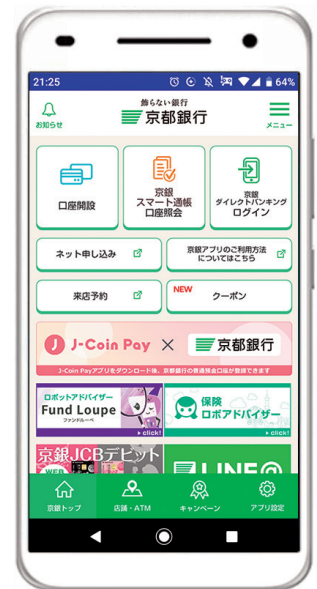 21:25
64%
飾らない銀行
京都銀行
お知らせ
メニュー
口座開設
京銀
スマート通帳
口座照会
京銀
ダイレクトバンキング
ログイン
ネット申し込み
京銀アプリのご利用方法
についてはこちら
来店予約
NEW
クーポン
J-Coin Pay × 京都銀行
J-Coin Payアプリをダウンロード後、京都銀行の普通預金口座が登録できます
ロボットアドバイザー
Fund Loupe
ファンドルーペ
click!
保険
ロボアドバイザー
click!
京銀JCBデビット
WEB
LINE@
京銀トップ
店舗・ATM
キャンペーン
アプリ設定